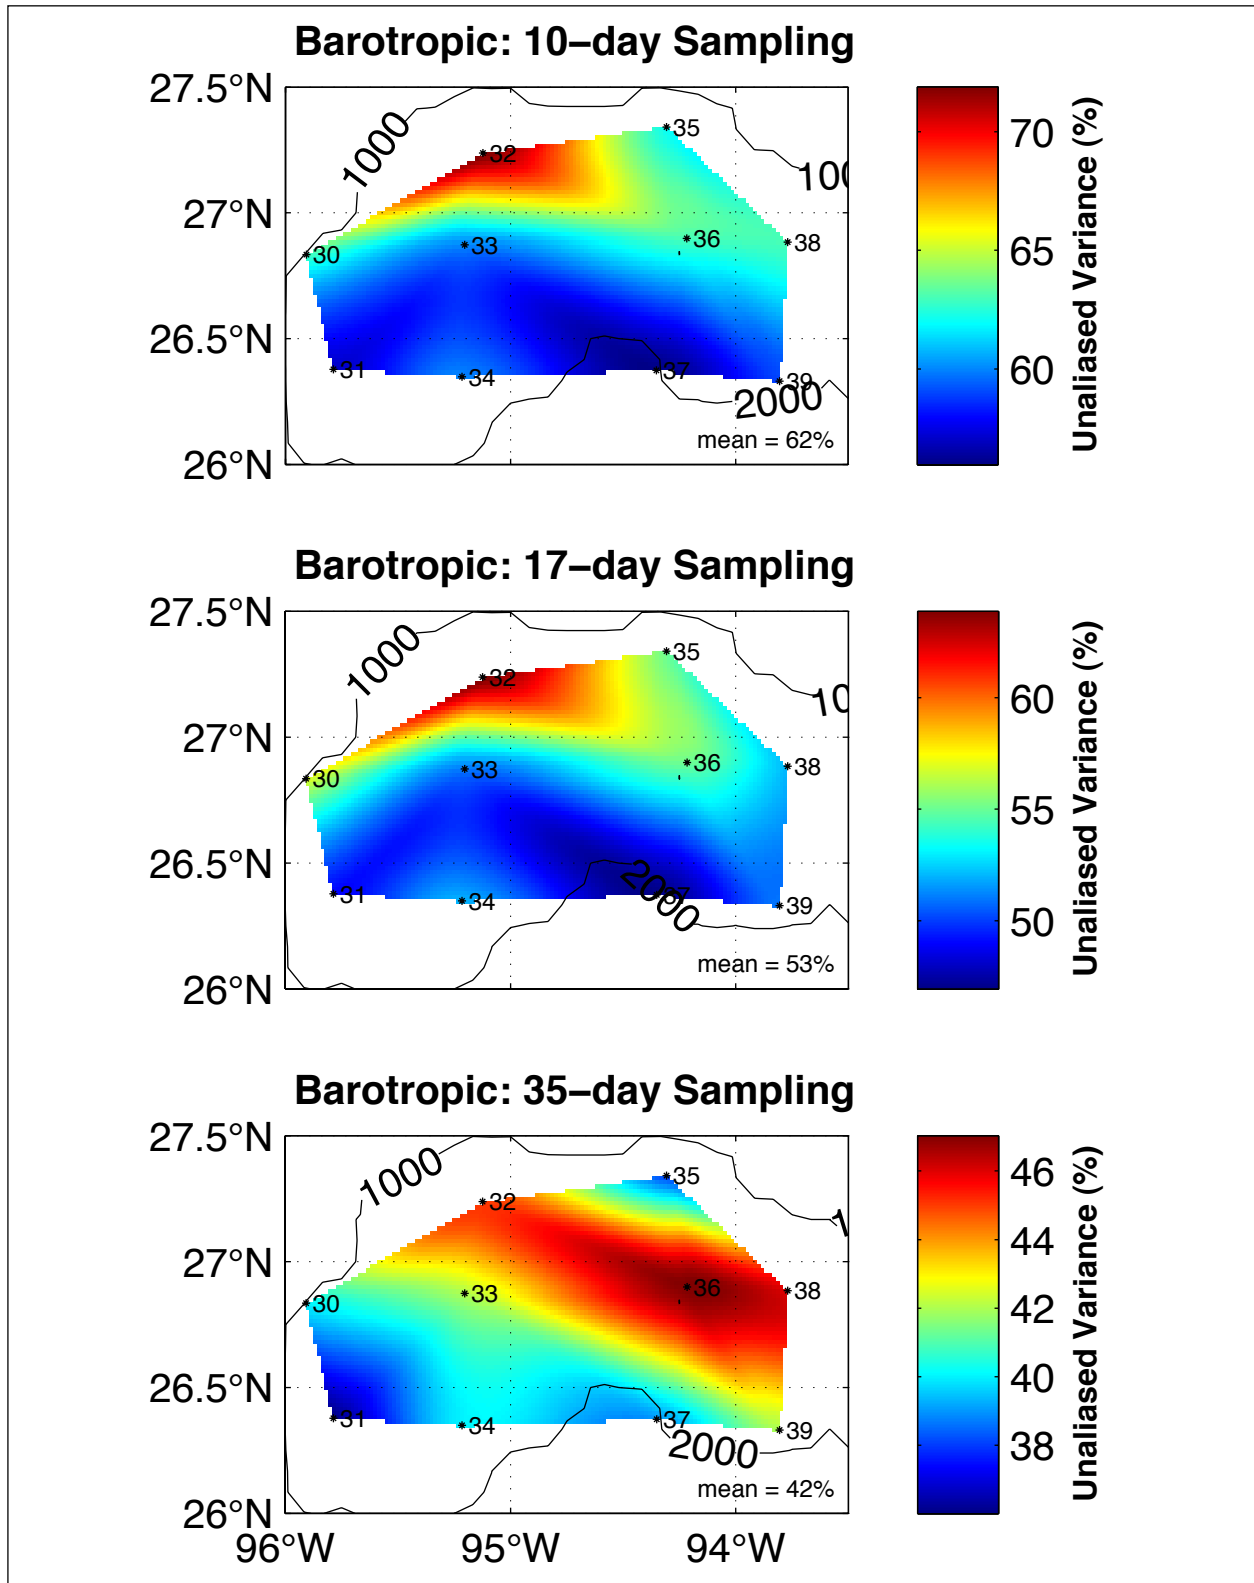 Barotropic: 10–day Sampling
27.5°N
27°N
26.5°N
26°N
1000
100
32
35
30
33
36
38
31
34
37
39
2000
mean = 62%
70
65
60
Unaliased Variance (%)
Barotropic: 17–day Sampling
27.5°N
27°N
26.5°N
26°N
1000
10
32
35
30
33
36
38
31
34
37
39
2000
mean = 53%
60
55
50
Unaliased Variance (%)
Barotropic: 35–day Sampling
27.5°N
27°N
26.5°N
26°N
1000
1
32
35
30
33
36
38
31
34
37
39
2000
mean = 42%
46
44
42
40
38
Unaliased Variance (%)
96°W
95°W
94°W